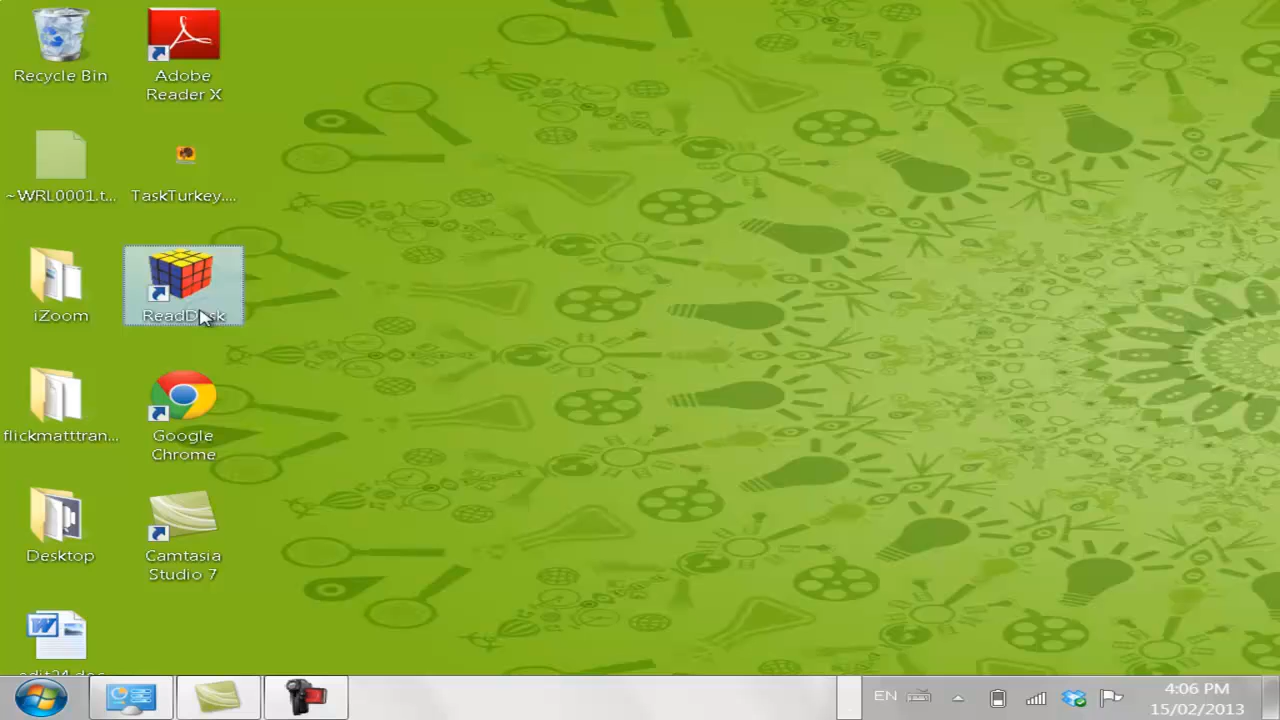 Recycle Bin
Adobe
Reader X
~WRL0001.t...
TaskTurkey....
iZoom
flickmatttran...
Google
Chrome
Desktop
Camtasia
Studio 7
EN
4:06 PM
15/02/2013